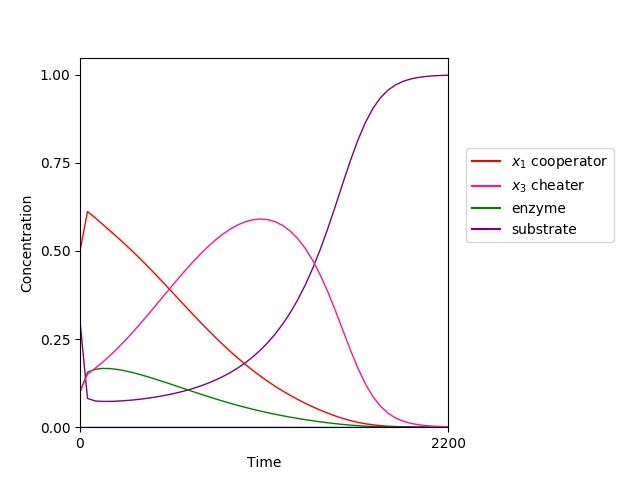 1.00
0.75
0.50
0.25
0.00
Concentration
0
2200
Time
x₁ cooperator
x₃ cheater
enzyme
substrate